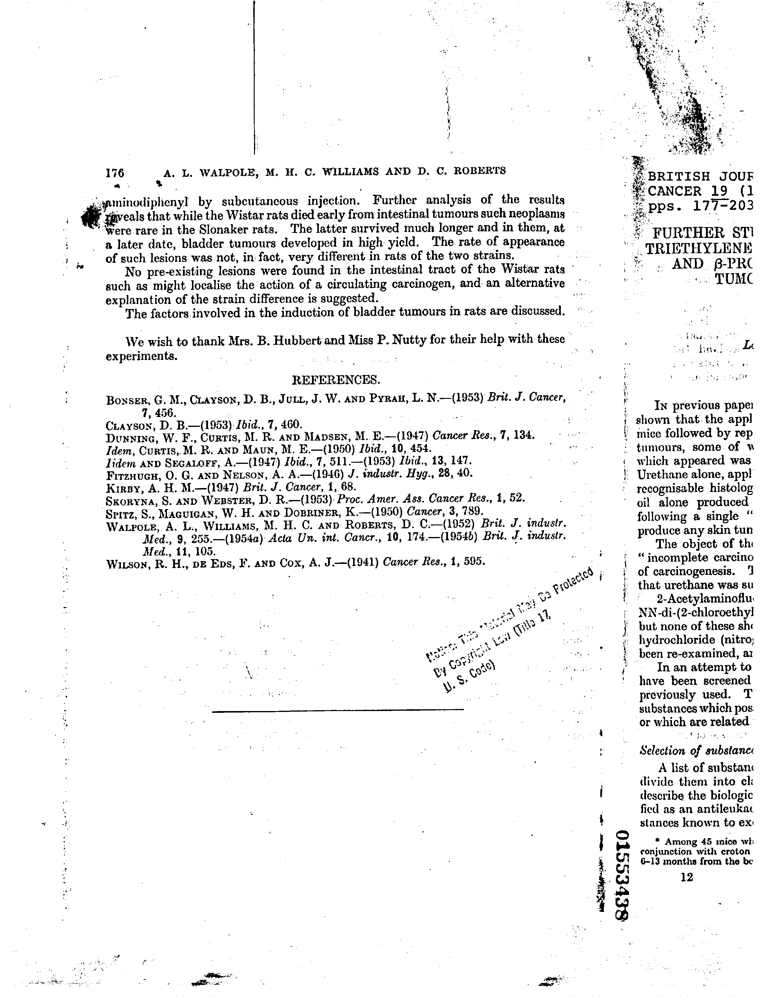 176 A. L. WALPOLE, M. H. C. WILLIAMS AND D. C. ROBERTS
aminodiphenyl by subcutaneous injection. Further analysis of the results
reveals that while the Wistar rats died early from intestinal tumours such neoplasms
were rare in the Slonaker rats. The latter survived much longer and in them, at
a later date, bladder tumours developed in high yield. The rate of appearance
of such lesions was not, in fact, very different in rats of the two strains.
No pre-existing lesions were found in the intestinal tract of the Wistar rats
such as might localise the action of a circulating carcinogen, and an alternative
explanation of the strain difference is suggested.
The factors involved in the induction of bladder tumours in rats are discussed.
We wish to thank Mrs. B. Hubbert and Miss P. Nutty for their help with these
experiments.
REFERENCES.
BONSER, G. M., CLAYSON, D. B., JULL, J. W. AND PYRAH, L. N.—(1953) Brit. J. Cancer,
7, 456.
CLAYSON, D. B.—(1953) Ibid., 7, 460.
DUNNING, W. F., CURTIS, M. R. AND MADSEN, M. E.—(1947) Cancer Res., 7, 134.
Idem, CURTIS, M. R. AND MAUN, M. E.—(1950) Ibid., 10, 454.
Iidem AND SEGALOFF, A.—(1947) Ibid., 7, 511.—(1953) Ibid., 13, 147.
FITZHUGH, O. G. AND NELSON, A. A.—(1946) J. industr. Hyg., 28, 40.
KIRBY, A. H. M.—(1947) Brit. J. Cancer, 1, 68.
SKORYNA, S. AND WEBSTER, D. R.—(1953) Proc. Amer. Ass. Cancer Res., 1, 52.
SPITZ, S., MAGUIGAN, W. H. AND DOBRINER, K.—(1950) Cancer, 3, 789.
WALPOLE, A. L., WILLIAMS, M. H. C. AND ROBERTS, D. C.—(1952) Brit. J. industr.
Med., 9, 255.—(1954a) Acta Un. int. Cancr., 10, 174.—(1954b) Brit. J. industr.
Med., 11, 105.
WILSON, R. H., DE EDS, F. AND COX, A. J.—(1941) Cancer Res., 1, 595.
Notice: This Material May Be Protected
By Copyright Law (Title 17,
U. S. Code)
BRITISH JOUR
CANCER 19 (1
pps. 177-203
FURTHER STU
TRIETHYLENE
AND β-PRO
TUMO
In previous paper
shown that the appl
mice followed by rep
tumours, some of w
which appeared was
Urethane alone, appl
recognisable histolog
oil alone produced
following a single "
produce any skin tun
The object of the
" incomplete carcino
of carcinogenesis.
that urethane was su
2-Acetylaminoflu
NN-di-(2-chloroethyl
but none of these sh
hydrochloride (nitro
been re-examined, a
In an attempt to
have been screened
previously used. T
substances which pos
or which are related
Selection of substanc
A list of substan
divide them into cl
describe the biologic
fied as an antileuka
stances known to ex
* Among 45 mice wh
conjunction with croton
6-13 months from the be
12
01553438